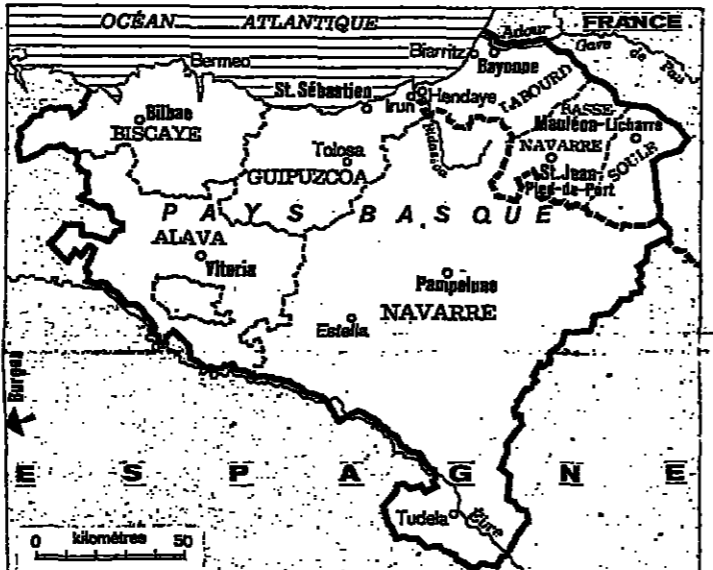 OCÉAN ATLANTIQUE
FRANCE
Adour
Gave de Pau
Biarritz
Bayonne
Bermeo
St. Sébastien
Irun
Hendaye
LABOURD
Bilbao
BISCAYE
Bidassoa
BASSE-
NAVARRE
Mauléon-Licharre
SOULE
Tolosa
GUIPUZCOA
St. Jean-
Pied-de-Port
PAYS BASQUE
ALAVA
Vitoria
Pampelune
NAVARRE
Estella
Burgos
ESPAGNE
Tudela
Èbre
0 kilomètres 50